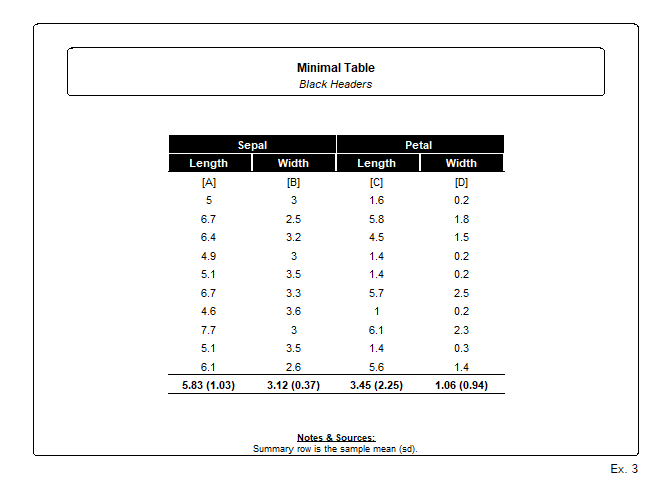 Minimal Table
Black Headers
Sepal Petal
Length Width Length Width
[A] [B] [C] [D]
5 3 1.6 0.2
6.7 2.5 5.8 1.8
6.4 3.2 4.5 1.5
4.9 3 1.4 0.2
5.1 3.5 1.4 0.2
6.7 3.3 5.7 2.5
4.6 3.6 1 0.2
7.7 3 6.1 2.3
5.1 3.5 1.4 0.3
6.1 2.6 5.6 1.4
5.83 (1.03) 3.12 (0.37) 3.45 (2.25) 1.06 (0.94)
Notes & Sources:
Summary row is the sample mean (sd).
Ex. 3